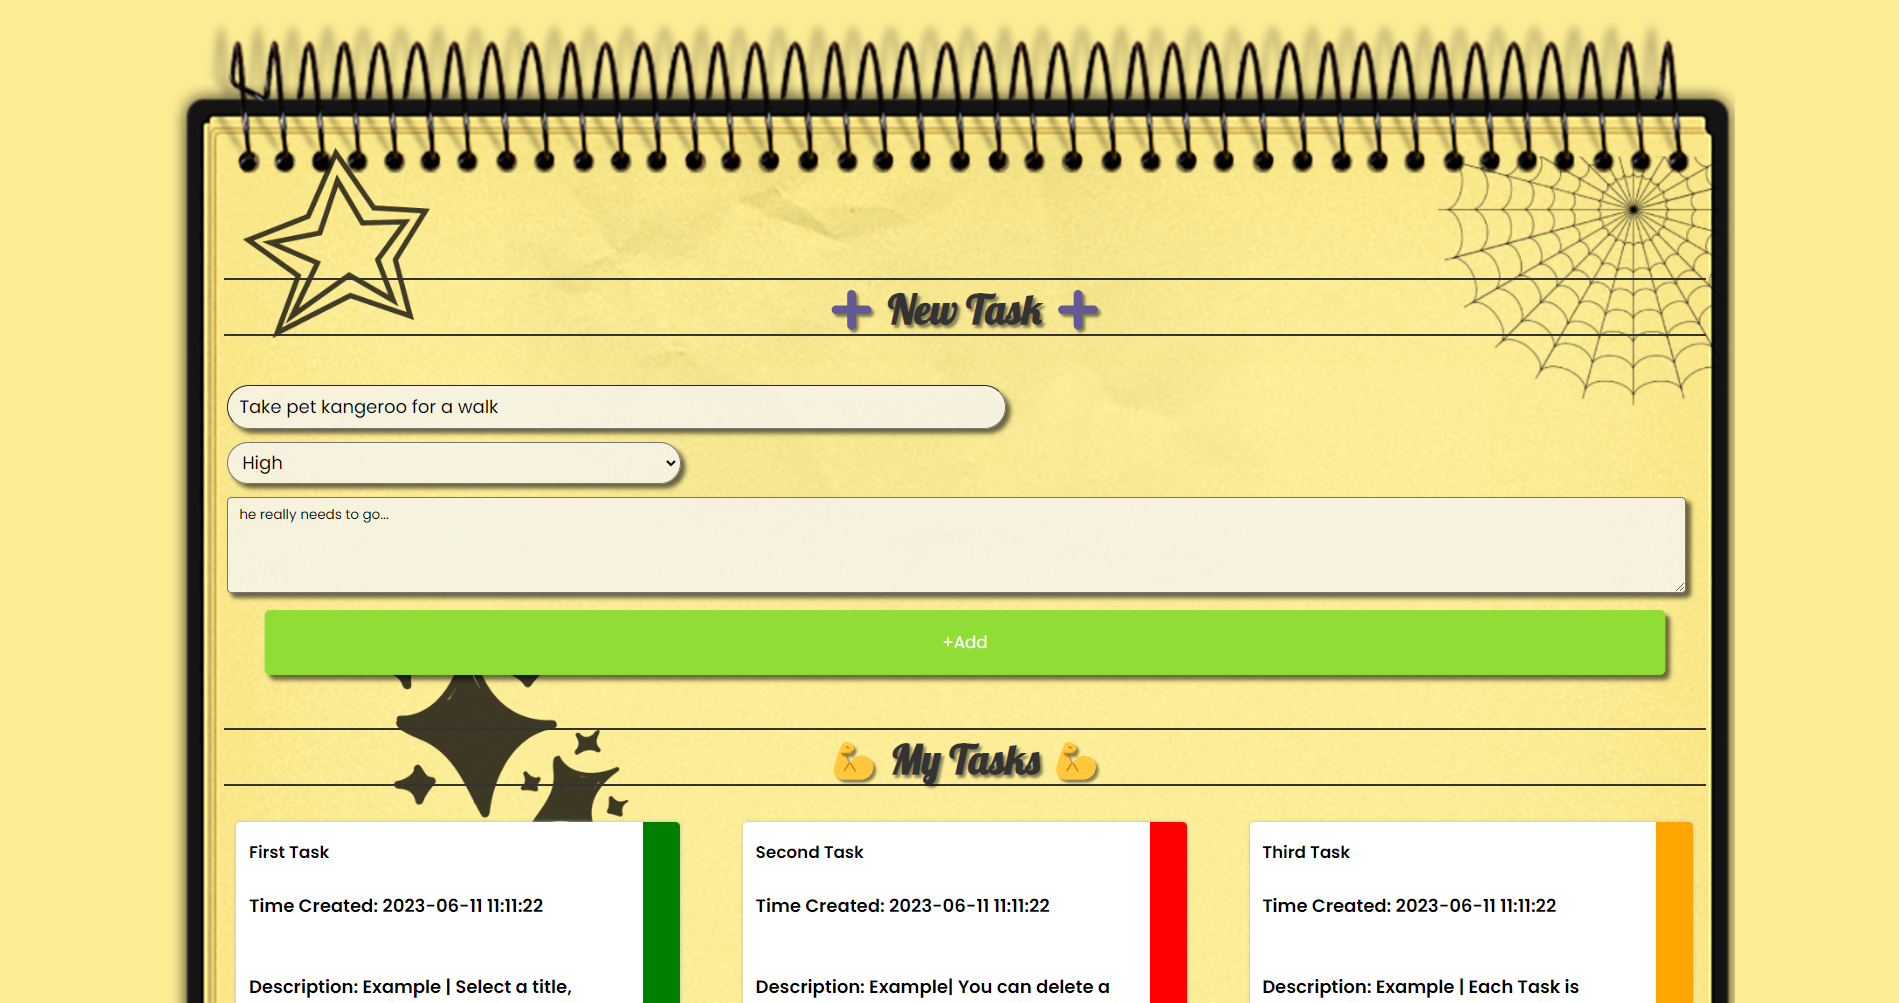 ➕ New Task ➕
Take pet kangeroo for a walk
High
he really needs to go...
+Add
💪 My Tasks 💪
First Task
Time Created: 2023-06-11 11:11:22
Description: Example | Select a title,
Second Task
Time Created: 2023-06-11 11:11:22
Description: Example| You can delete a
Third Task
Time Created: 2023-06-11 11:11:22
Description: Example | Each Task is